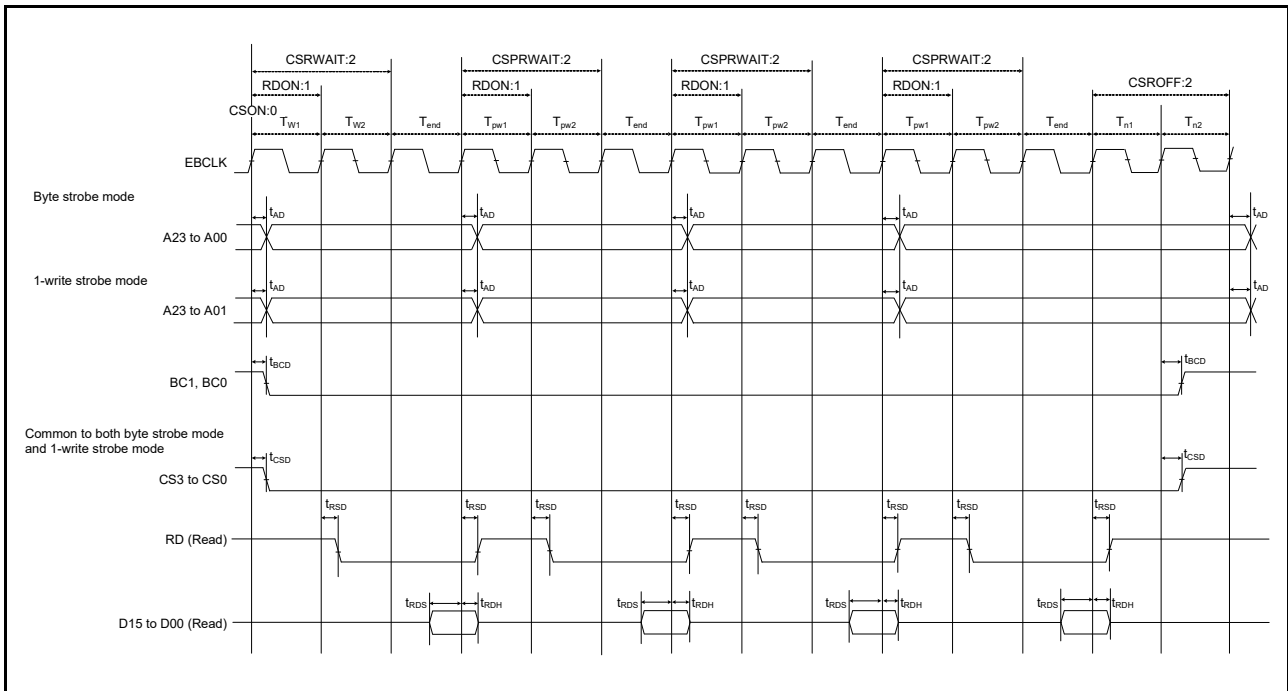 CSRWAIT:2 CSPRWAIT:2 CSPRWAIT:2 CSPRWAIT:2
RDON:1 RDON:1 RDON:1 RDON:1 CSROFF:2
CSON:0
TW1 TW2 Tend Tpw1 Tpw2 Tend Tpw1 Tpw2 Tend Tpw1 Tpw2 Tend Tn1 Tn2
EBCLK
Byte strobe mode
tAD tAD tAD tAD tAD
A23 to A00
1-write strobe mode
tAD tAD tAD tAD tAD
A23 to A01
tBCD tBCD
BC1, BC0
Common to both byte strobe mode
and 1-write strobe mode
tCSD tCSD
CS3 to CS0
tRSD tRSD tRSD tRSD tRSD tRSD tRSD tRSD
RD (Read)
tRDS tRDH tRDS tRDH tRDS tRDH tRDS tRDH
D15 to D00 (Read)